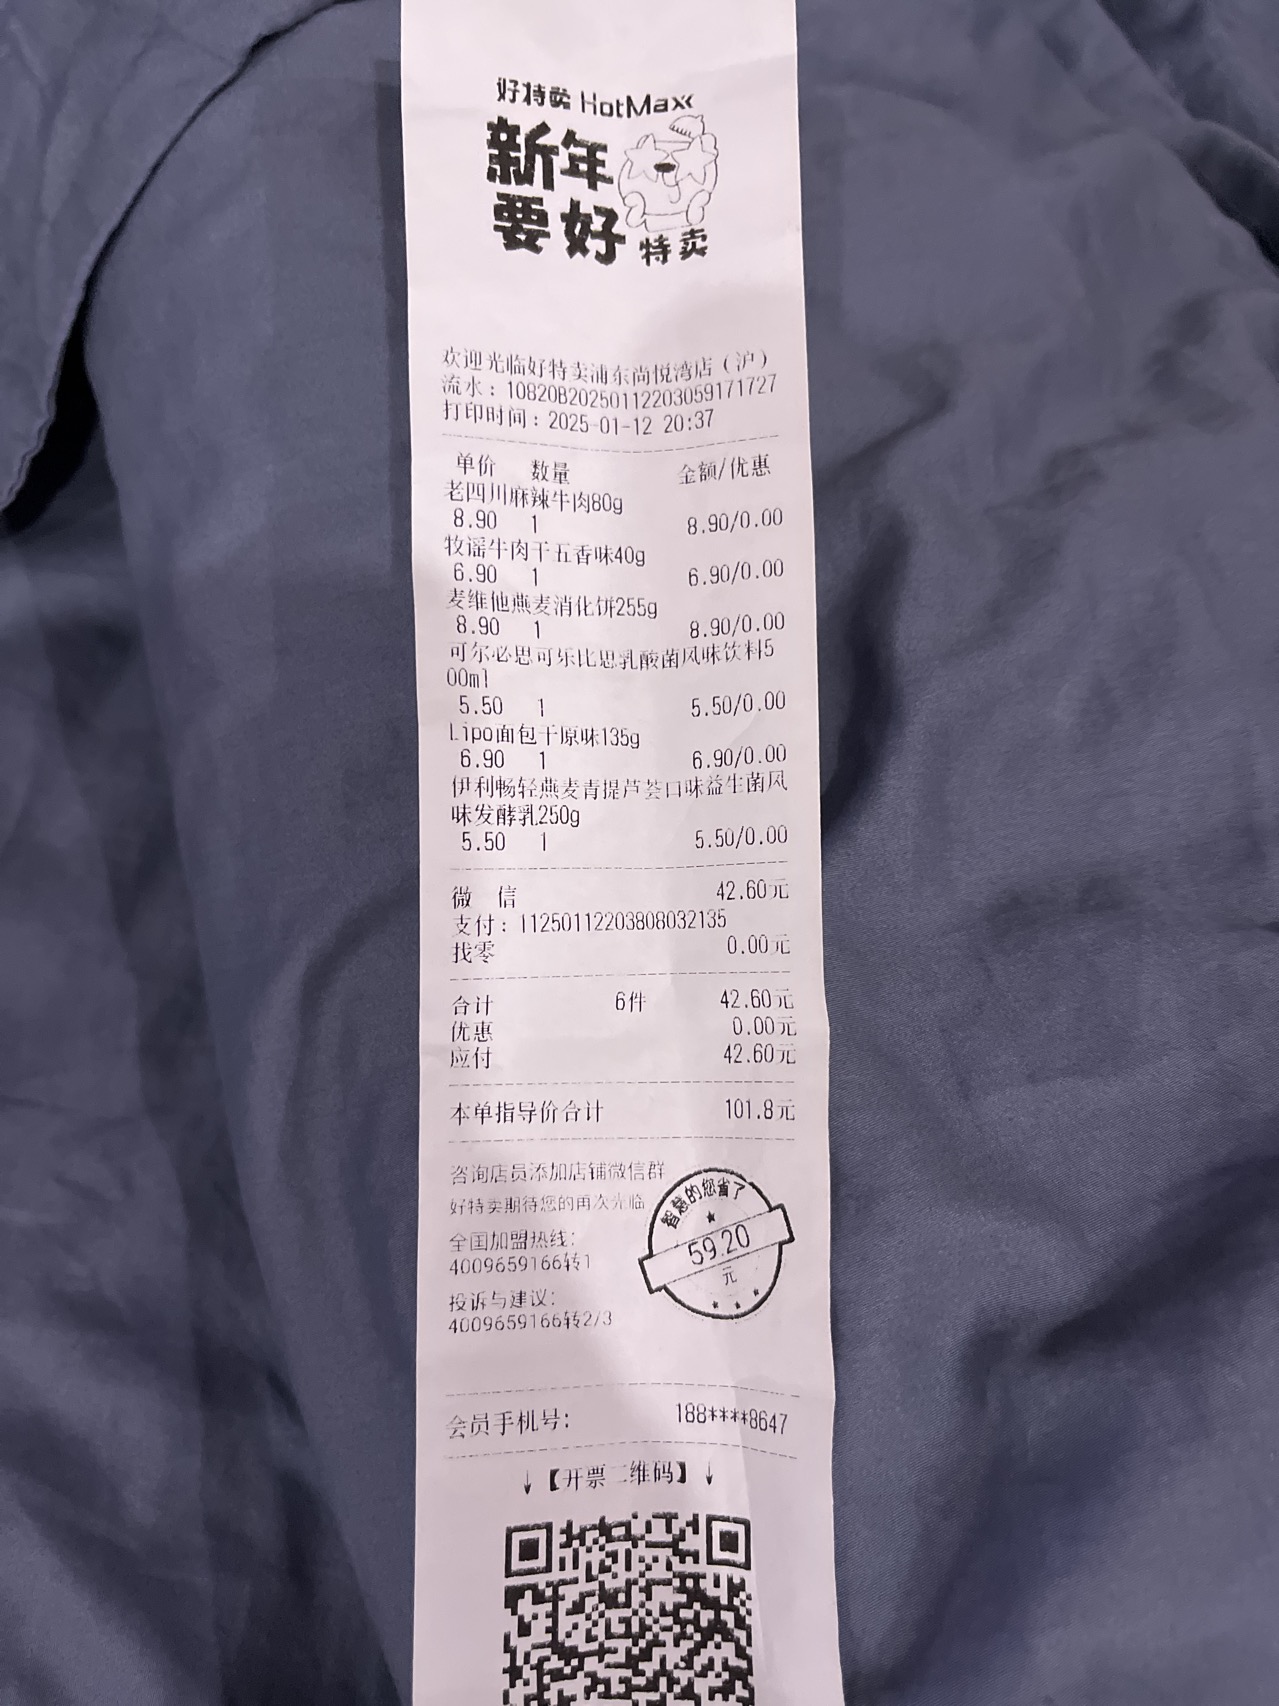 好特卖 HotMaxx
新年
要好特卖
欢迎光临好特卖浦东尚悦湾店（沪）
流水：10820B2025011220305917​1727
打印时间：2025-01-12 20:37
单价 数量 金额/优惠
老四川麻辣牛肉80g
8.90 1 8.90/0.00
牧谣牛肉干五香味40g
6.90 1 6.90/0.00
麦维他燕麦消化饼255g
8.90 1 8.90/0.00
可尔必思可乐比思乳酸菌风味饮料5
00ml
5.50 1 5.50/0.00
Lipo面包干原味135g
6.90 1 6.90/0.00
伊利畅轻燕麦青提芦荟口味益生菌风
味发酵乳250g
5.50 1 5.50/0.00
微 信 42.60元
支付：11250112203808032135
找零 0.00元
合计 6件 42.60元
优惠 0.00元
应付 42.60元
本单指导价合计 101.8元
咨询店员添加店铺微信群
好特卖期待您的再次光临
全国加盟热线：
4009659166转1
投诉与建议：
4009659166转2/3
智慧的您省了
59.20
元
会员手机号： 188****8647
↓【开票二维码】↓